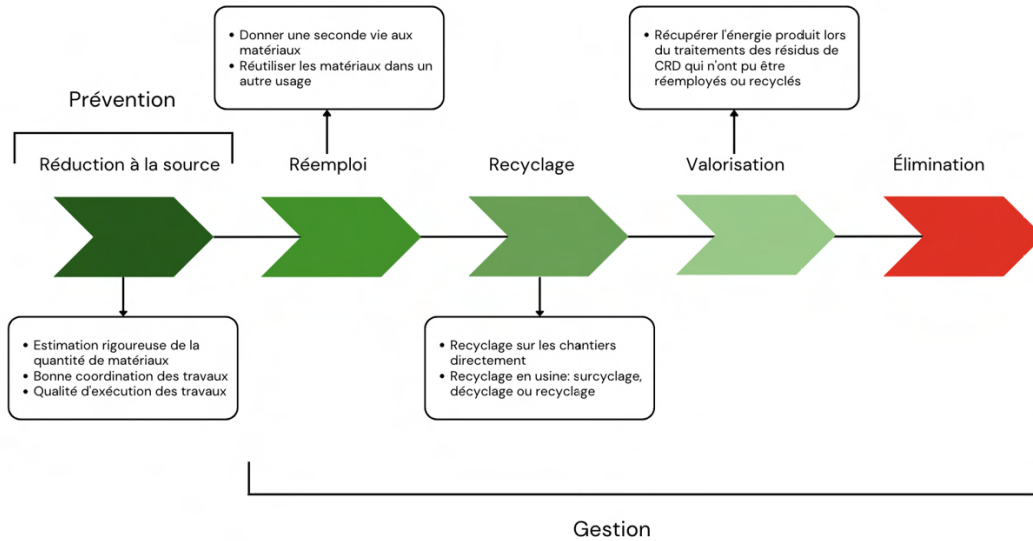 • Donner une seconde vie aux
matériaux
• Réutiliser les matériaux dans un
autre usage
• Récupérer l'énergie produit lors
du traitements des résidus de
CRD qui n'ont pu être
réemployés ou recyclés
Prévention
Réduction à la source
Réemploi
Recyclage
Valorisation
Élimination
• Estimation rigoureuse de la
quantité de matériaux
• Bonne coordination des travaux
• Qualité d'exécution des travaux
• Recyclage sur les chantiers
directement
• Recyclage en usine: surcyclage,
décyclage ou recyclage
Gestion